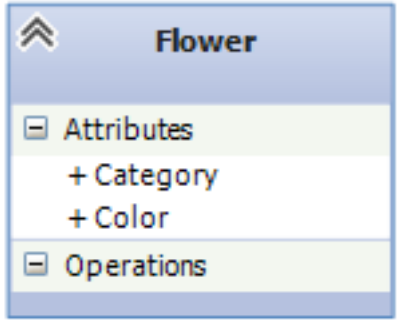 Flower
Attributes
+ Category
+ Color
Operations